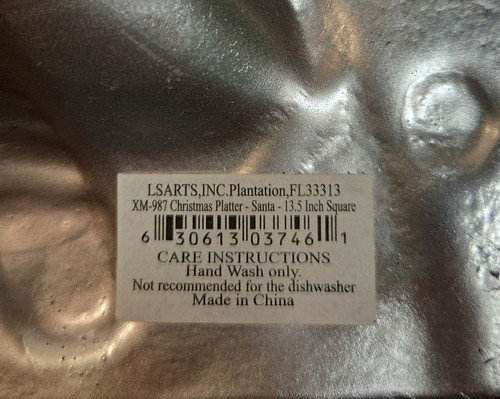 LSARTS,INC.Plantation,FL33313
XM-987 Christmas Platter - Santa - 13.5 Inch Square
6 30613 03746 1
CARE INSTRUCTIONS
Hand Wash only.
Not recommended for the dishwasher
Made in China